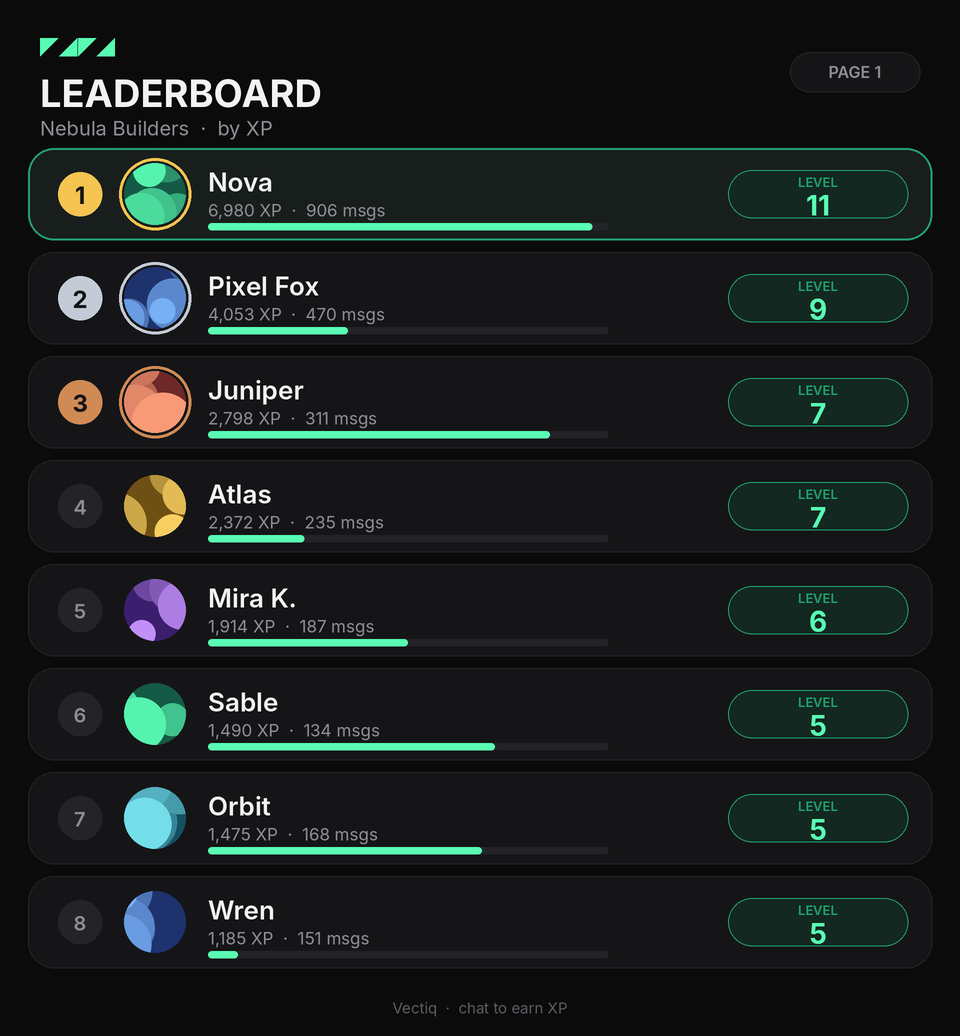 LEADERBOARD
PAGE 1
Nebula Builders · by XP
1
Nova
6,980 XP · 906 msgs
LEVEL
11
2
Pixel Fox
4,053 XP · 470 msgs
LEVEL
9
3
Juniper
2,798 XP · 311 msgs
LEVEL
7
4
Atlas
2,372 XP · 235 msgs
LEVEL
7
5
Mira K.
1,914 XP · 187 msgs
LEVEL
6
6
Sable
1,490 XP · 134 msgs
LEVEL
5
7
Orbit
1,475 XP · 168 msgs
LEVEL
5
8
Wren
1,185 XP · 151 msgs
LEVEL
5
Vectiq · chat to earn XP